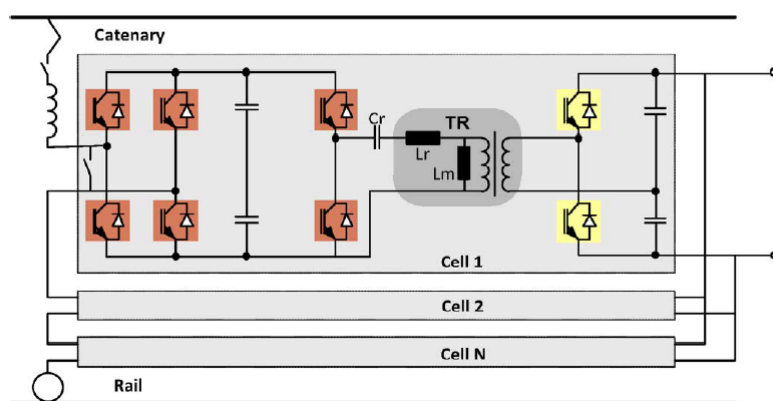 Catenary
TR
Cr
Lr
Lm
Cell 1
Cell 2
Cell N
Rail